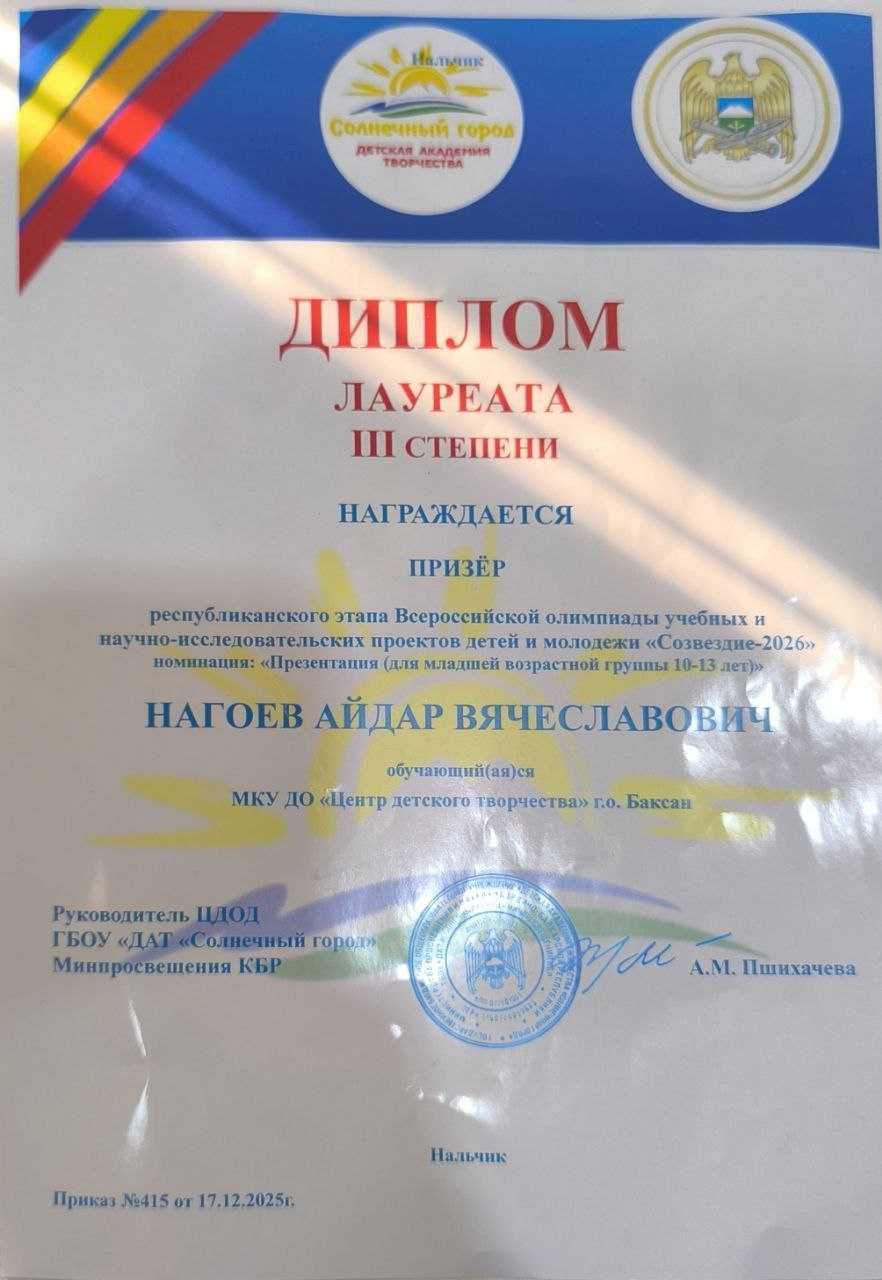 Нальчик
Солнечный город
ДЕТСКАЯ АКАДЕМИЯ
ТВОРЧЕСТВА
ДИПЛОМ
ЛАУРЕАТА
III СТЕПЕНИ
НАГРАЖДАЕТСЯ
ПРИЗЁР
республиканского этапа Всероссийской олимпиады учебных и
научно-исследовательских проектов детей и молодежи «Созвездие-2026»
номинация: «Презентация (для младшей возрастной группы 10-13 лет)»
НАГОЕВ АЙДАР ВЯЧЕСЛАВОВИЧ
обучающий(ая)ся
МКУ ДО «Центр детского творчества» г.о. Баксан
Руководитель ЦДОД
ГБОУ «ДАТ «Солнечный город»
Минпросвещения КБР
А.М. Пшихачева
Нальчик
Приказ №415 от 17.12.2025г.